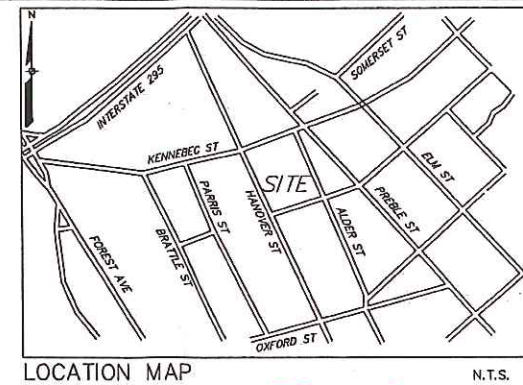 N
INTERSTATE 295
SOMERSET ST
KENNEBEC ST
ELM ST
SITE
PARRIS ST
HANOVER ST
PREBLE ST
FOREST AVE
BRATTLE ST
ALDER ST
OXFORD ST
LOCATION MAP
N.T.S.